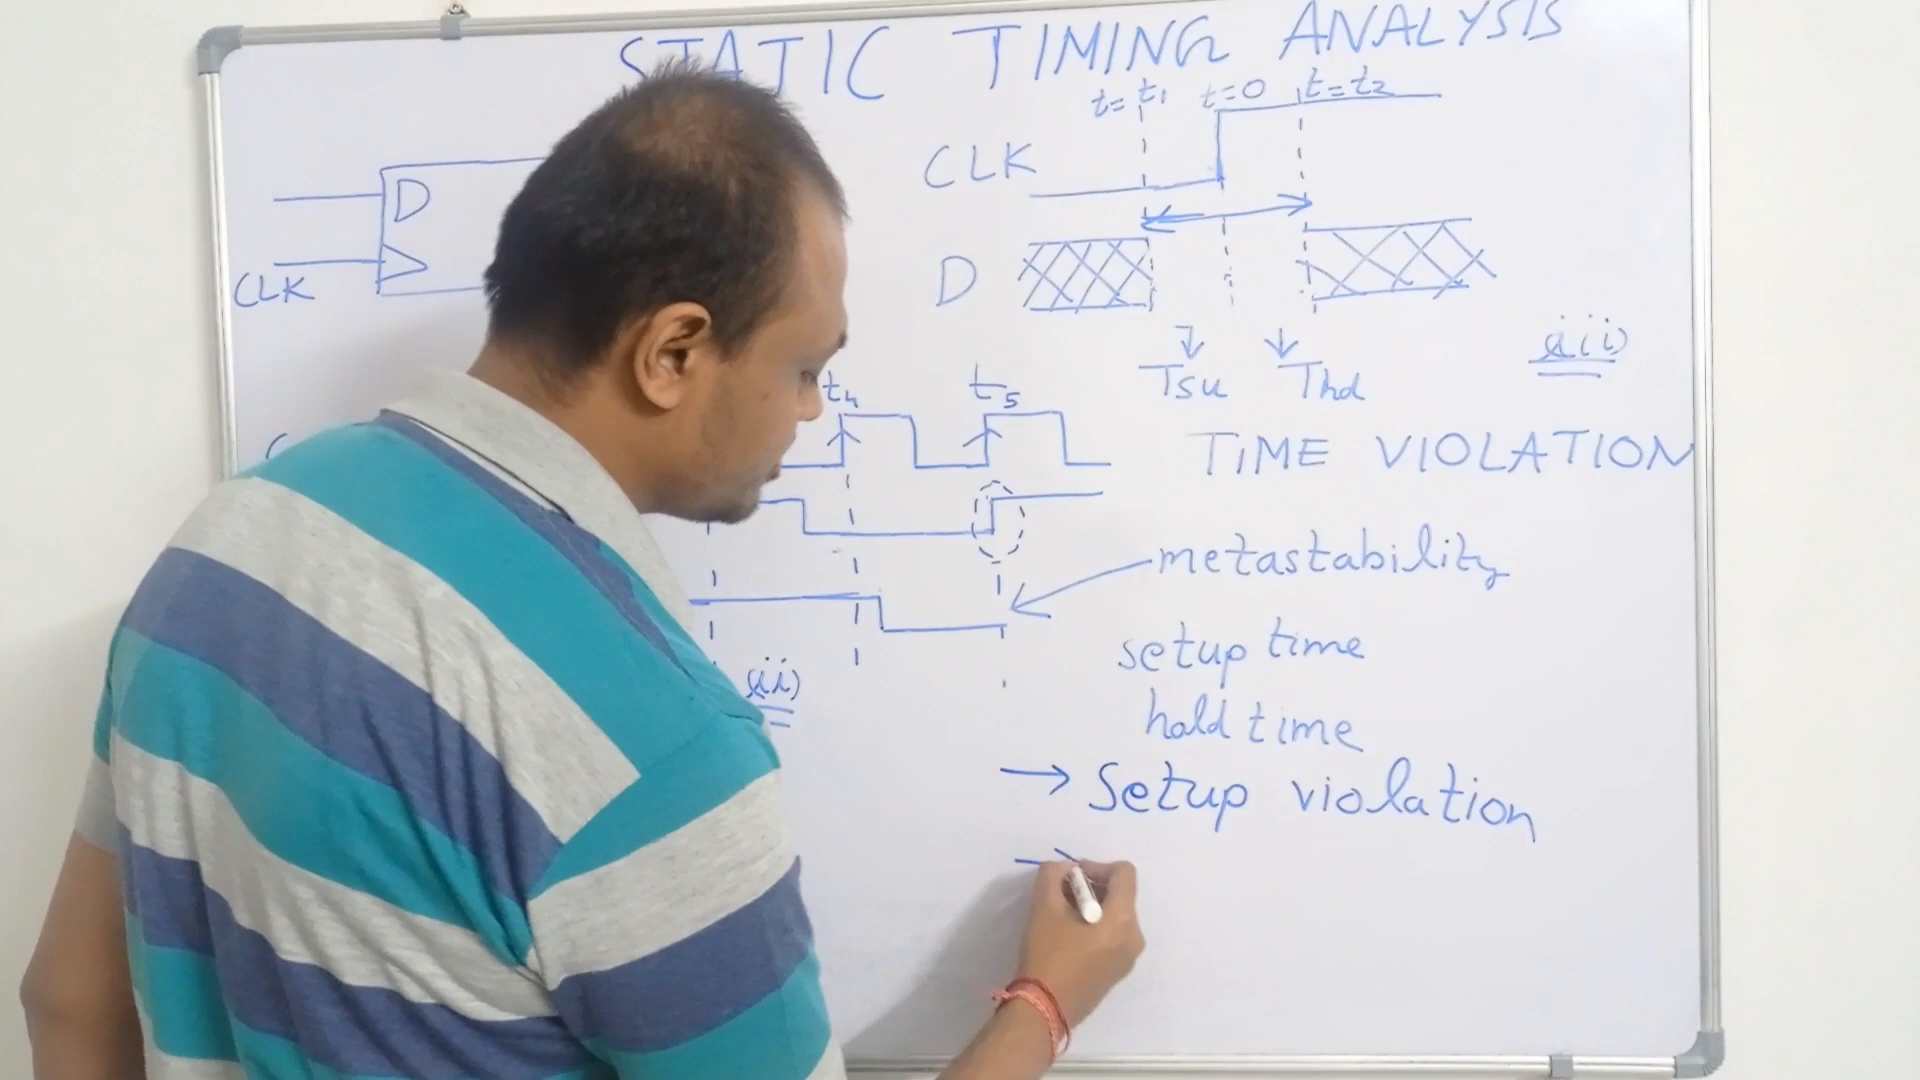 STATIC TIMING ANALYSIS
t=t₁ t=0 t=t₂
CLK
D
D
CLK
Tsu Thd
(iii)
t₄ t₅
TIME VIOLATION
metastability
setup time
(ii)
hold time
→ Setup violation